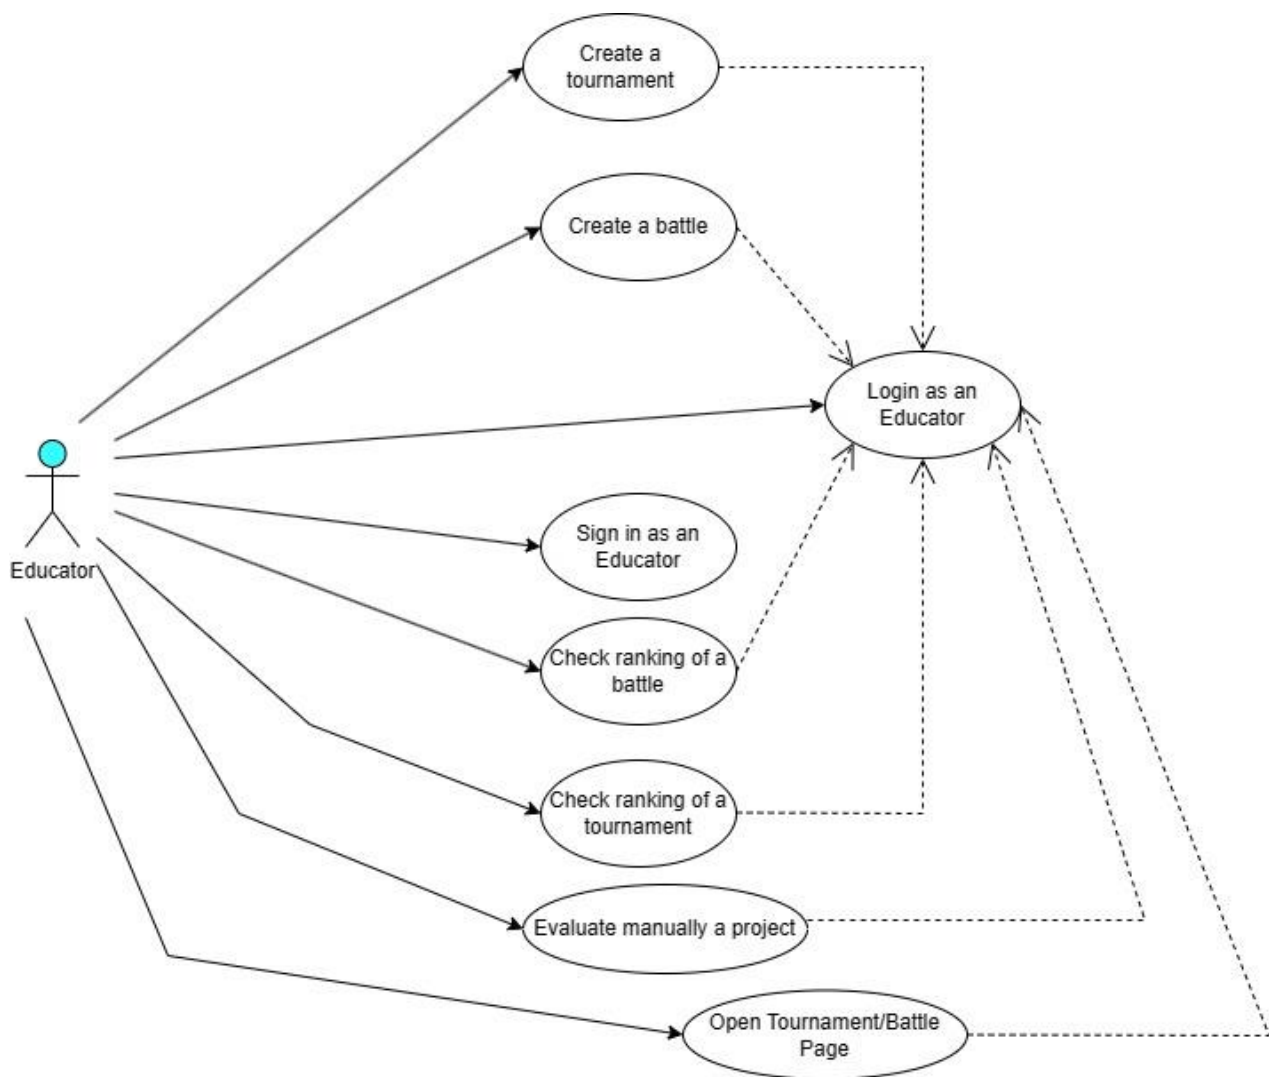 Create a
tournament
Create a battle
Login as an
Educator
Sign in as an
Educator
Educator
Check ranking of a
battle
Check ranking of a
tournament
Evaluate manually a project
Open Tournament/Battle
Page